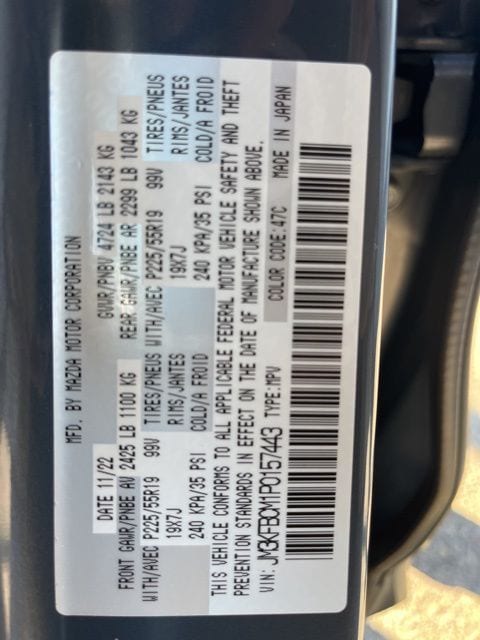 MFD. BY MAZDA MOTOR CORPORATION
DATE 11/22 GVWR/PNBV 4724 LB 2143 KG
FRONT GAWR/PNBE AV 2425 LB 1100 KG REAR GAWR/PNBE AR 2299 LB 1043 KG
WITH/AVEC P225/55R19 99V TIRES/PNEUS WITH/AVEC P225/55R19 99V TIRES/PNEUS
19X7J RIMS/JANTES 19X7J RIMS/JANTES
240 KPA/35 PSI COLD/A FROID 240 KPA/35 PSI COLD/A FROID
THIS VEHICLE CONFORMS TO ALL APPLICABLE FEDERAL MOTOR VEHICLE SAFETY AND THEFT
PREVENTION STANDARDS IN EFFECT ON THE DATE OF MANUFACTURE SHOWN ABOVE.
VIN: JM3KFBCM1P0157443 TYPE:MPV COLOR CODE:47C MADE IN JAPAN